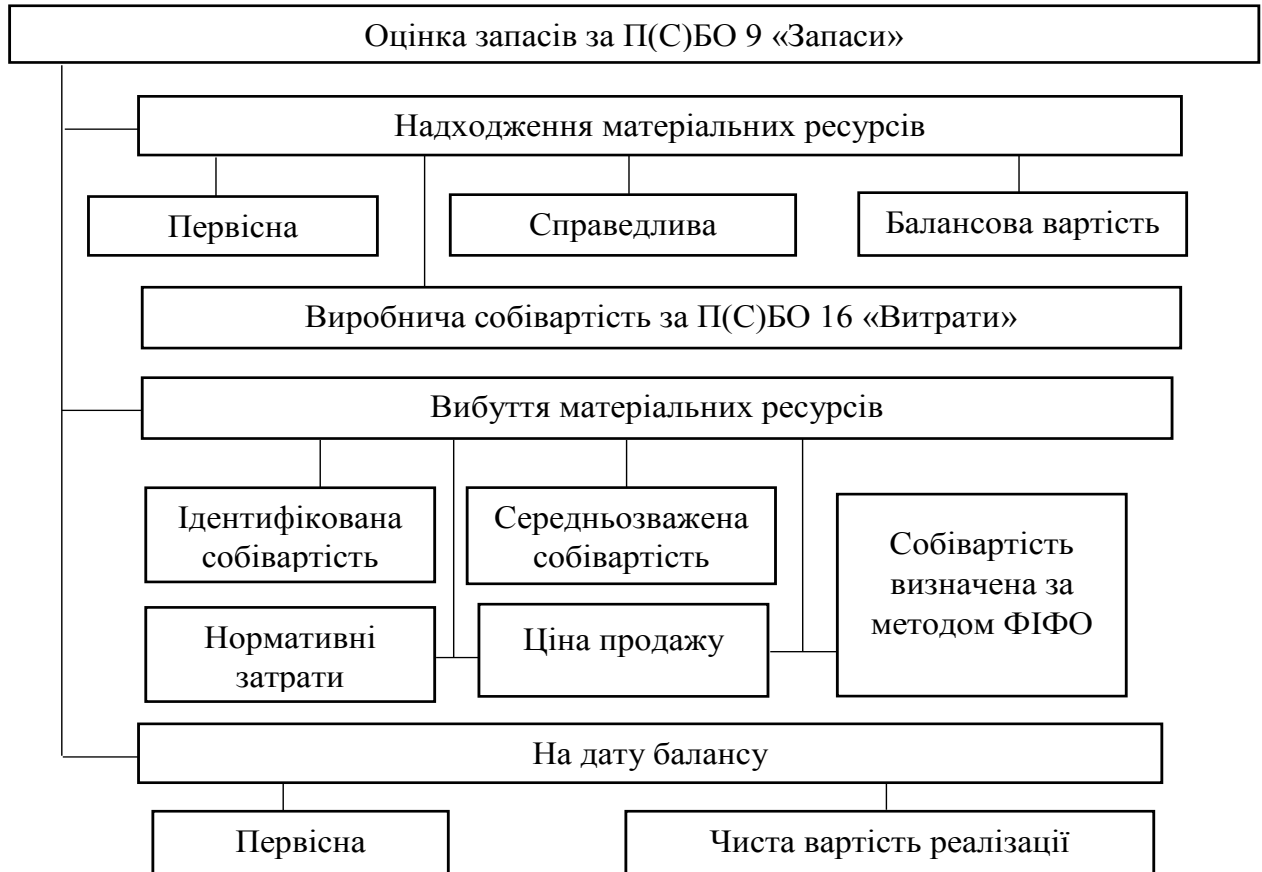 Оцінка запасів за П(С)БО 9 «Запаси»
Надходження матеріальних ресурсів
Первісна
Справедлива
Балансова вартість
Виробнича собівартість за П(С)БО 16 «Витрати»
Вибуття матеріальних ресурсів
Ідентифікована
собівартість
Середньозважена
собівартість
Собівартість
визначена за
методом ФІФО
Нормативні
затрати
Ціна продажу
На дату балансу
Первісна
Чиста вартість реалізації